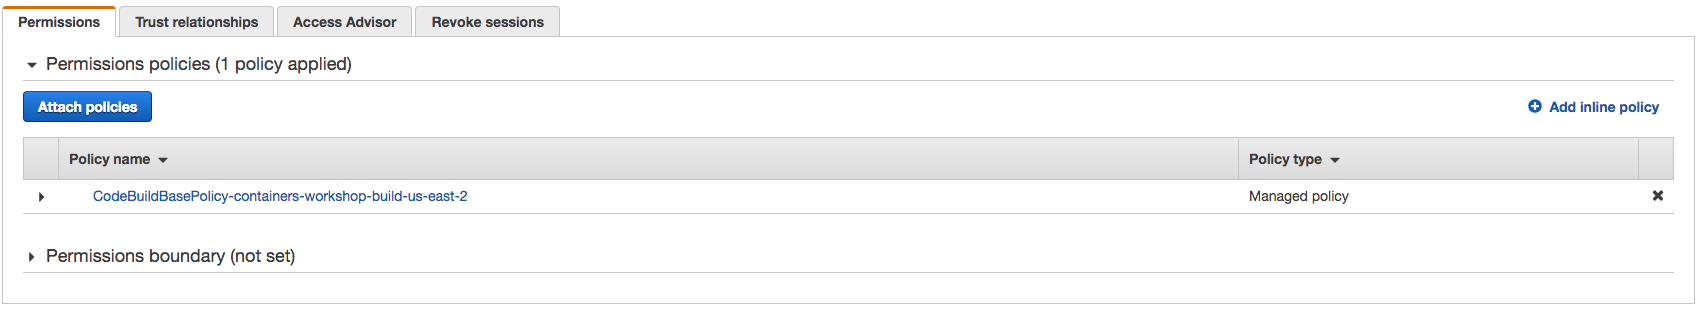 Permissions Trust relationships Access Advisor Revoke sessions
Permissions policies (1 policy applied)
Attach policies Add inline policy
Policy name Policy type
CodeBuildBasePolicy-containers-workshop-build-us-east-2 Managed policy
Permissions boundary (not set)